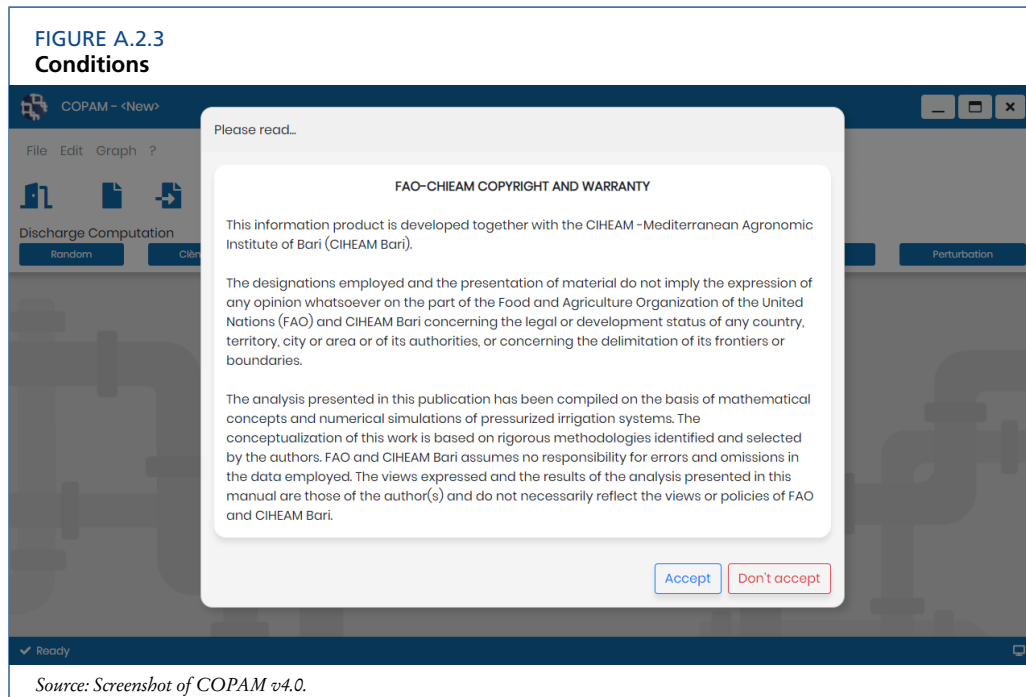 FIGURE A.2.3
Conditions
COPAM - <New>
Please read...
File Edit Graph ?
FAO-CHIEAM COPYRIGHT AND WARRANTY
This information product is developed together with the CIHEAM -Mediterranean Agronomic
Institute of Bari (CIHEAM Bari).
Discharge Computation
Random
Clén
Perturbation
The designations employed and the presentation of material do not imply the expression of
any opinion whatsoever on the part of the Food and Agriculture Organization of the United
Nations (FAO) and CIHEAM Bari concerning the legal or development status of any country,
territory, city or area or of its authorities, or concerning the delimitation of its frontiers or
boundaries.
The analysis presented in this publication has been compiled on the basis of mathematical
concepts and numerical simulations of pressurized irrigation systems. The
conceptualization of this work is based on rigorous methodologies identified and selected
by the authors. FAO and CIHEAM Bari assumes no responsibility for errors and omissions in
the data employed. The views expressed and the results of the analysis presented in this
manual are those of the author(s) and do not necessarily reflect the views or policies of FAO
and CIHEAM Bari.
Accept
Don't accept
Ready
Source: Screenshot of COPAM v4.0.